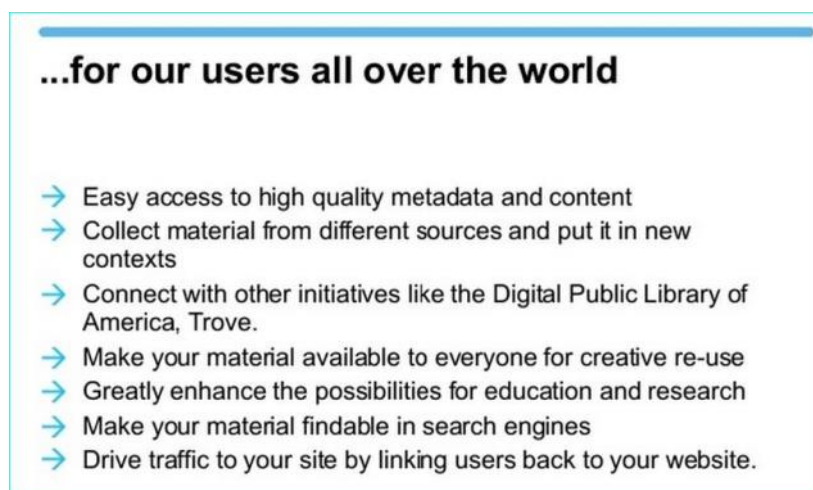 ...for our users all over the world
Easy access to high quality metadata and content
Collect material from different sources and put it in new
contexts
Connect with other initiatives like the Digital Public Library of
America, Trove.
Make your material available to everyone for creative re-use
Greatly enhance the possibilities for education and research
Make your material findable in search engines
Drive traffic to your site by linking users back to your website.